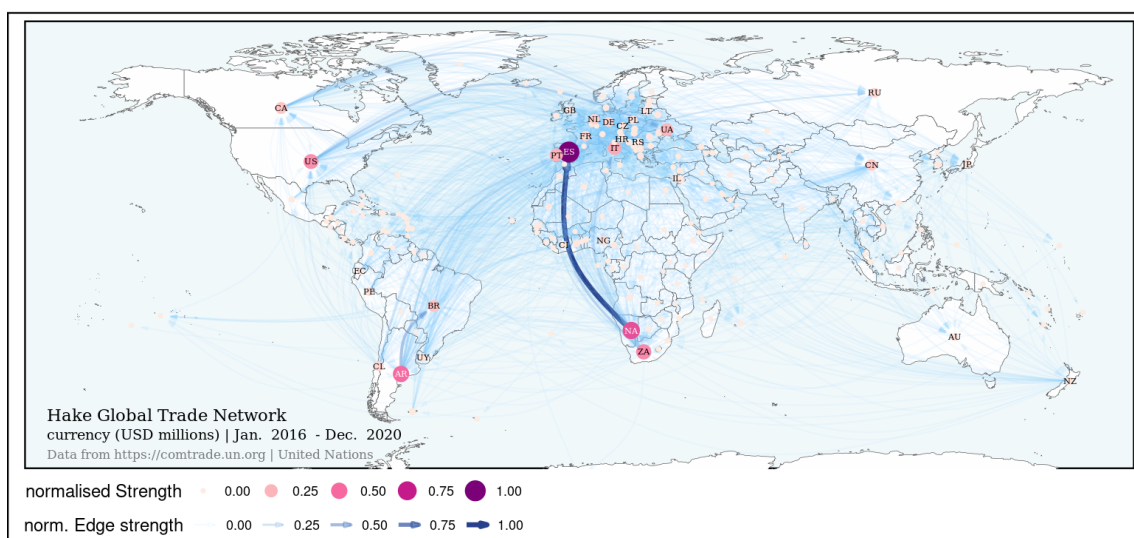 RU
CA
GB
LT
NL DE PL
CZ
UA
FR
HR
RS
IT
PT ES
US
CN
JP
IL
NG
CI
EC
PE
BR
NA
ZA
UY
CL
AR
AU
NZ
Hake Global Trade Network
currency (USD millions) | Jan. 2016 - Dec. 2020
Data from https://comtrade.un.org | United Nations
normalised Strength 0.00 0.25 0.50 0.75 1.00
norm. Edge strength 0.00 0.25 0.50 0.75 1.00